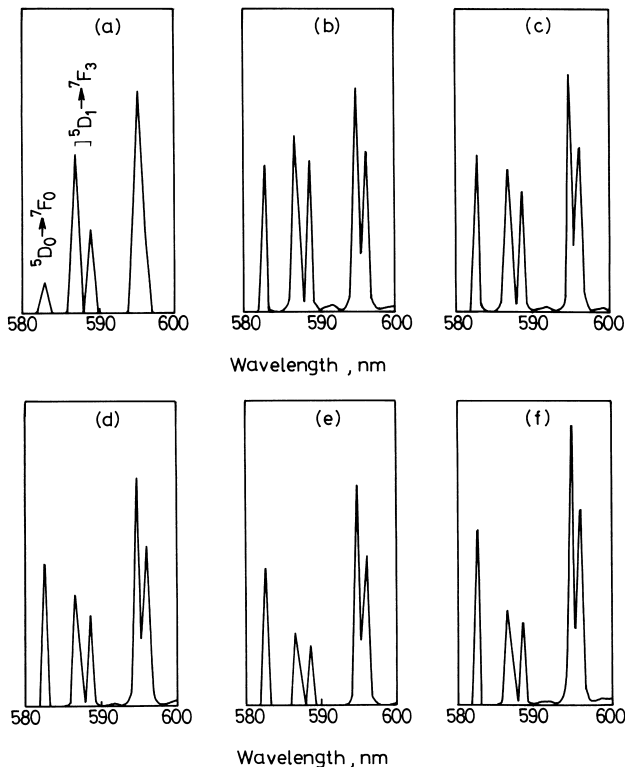 (a) (b) (c)
⁵D₀→⁷F₀
]⁵D₁→⁷F₃
580 590 600 580 590 600 580 590 600
Wavelength , nm
(d) (e) (f)
580 590 600 580 590 600 580 590 600
Wavelength , nm